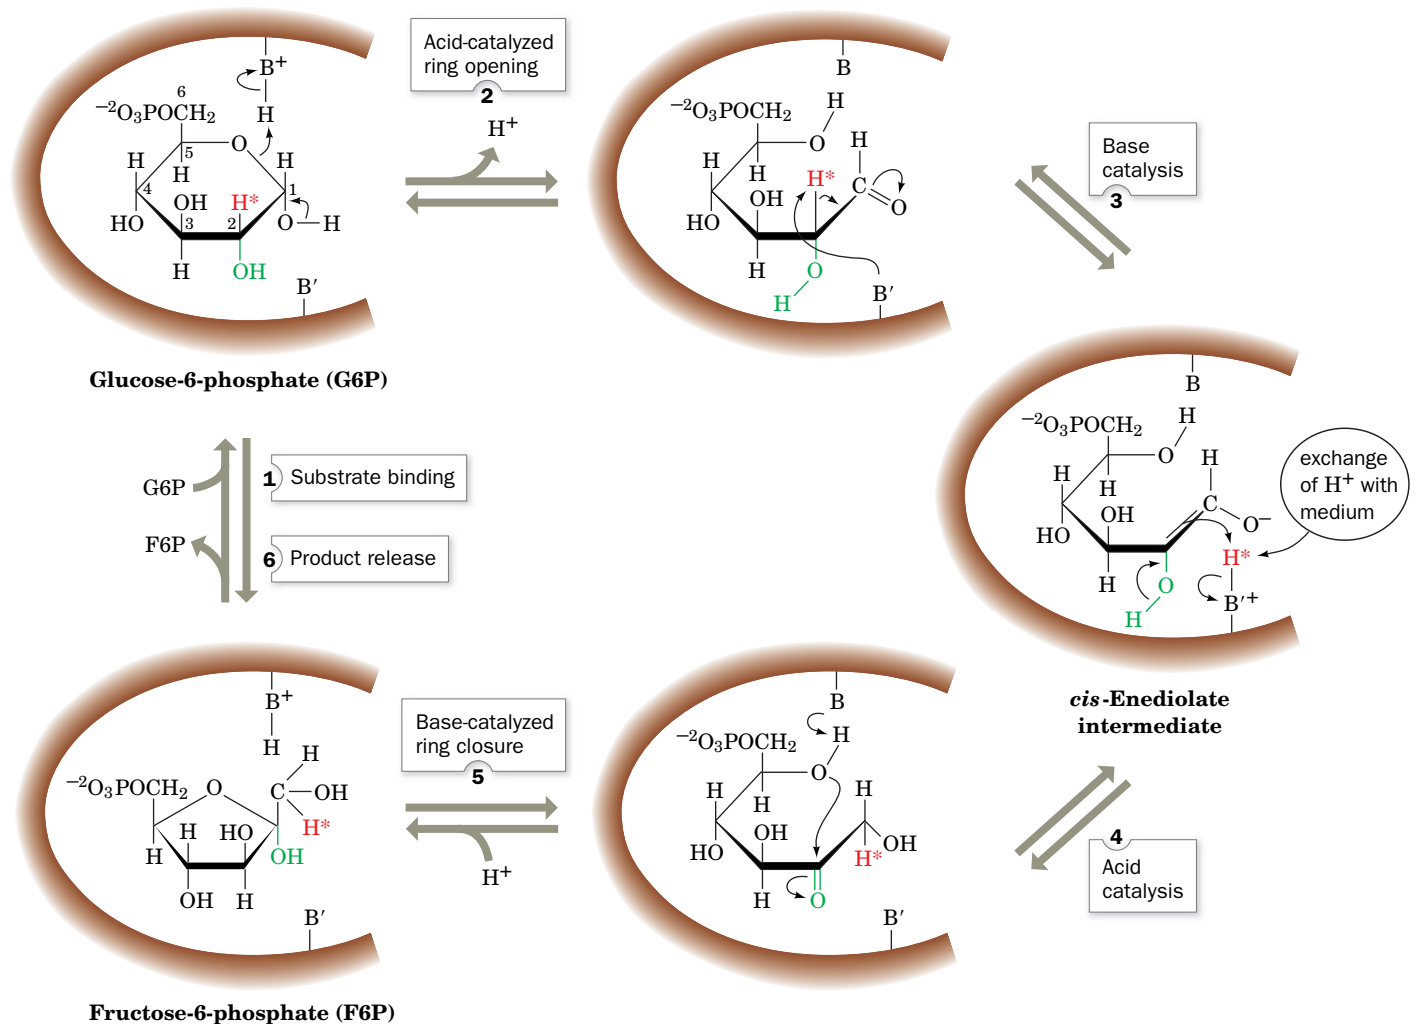 B⁺
H
6
⁻²O₃POCH₂
O
5
H
H
H
4
OH
H*
1
HO
3
2
O—H
H
OH
B′
Glucose-6-phosphate (G6P)
Acid-catalyzed
ring opening
2
H⁺
B
H
⁻²O₃POCH₂
O
H
H
H
H*
C
OH
O
HO
H
O
H
B′
Base
catalysis
3
B
H
⁻²O₃POCH₂
O
H
H
H
C
OH
O⁻
HO
H*
H
O
B′⁺
H
exchange
of H⁺ with
medium
cis-Enediolate
intermediate
4
Acid
catalysis
B
H
⁻²O₃POCH₂
O
H
H
H
OH
OH
HO
H*
H
O
B′
Base-catalyzed
ring closure
5
H⁺
B⁺
H
H
⁻²O₃POCH₂
O
C—OH
H*
H
HO
H
OH
OH
H
B′
Fructose-6-phosphate (F6P)
G6P
1 Substrate binding
F6P
6 Product release